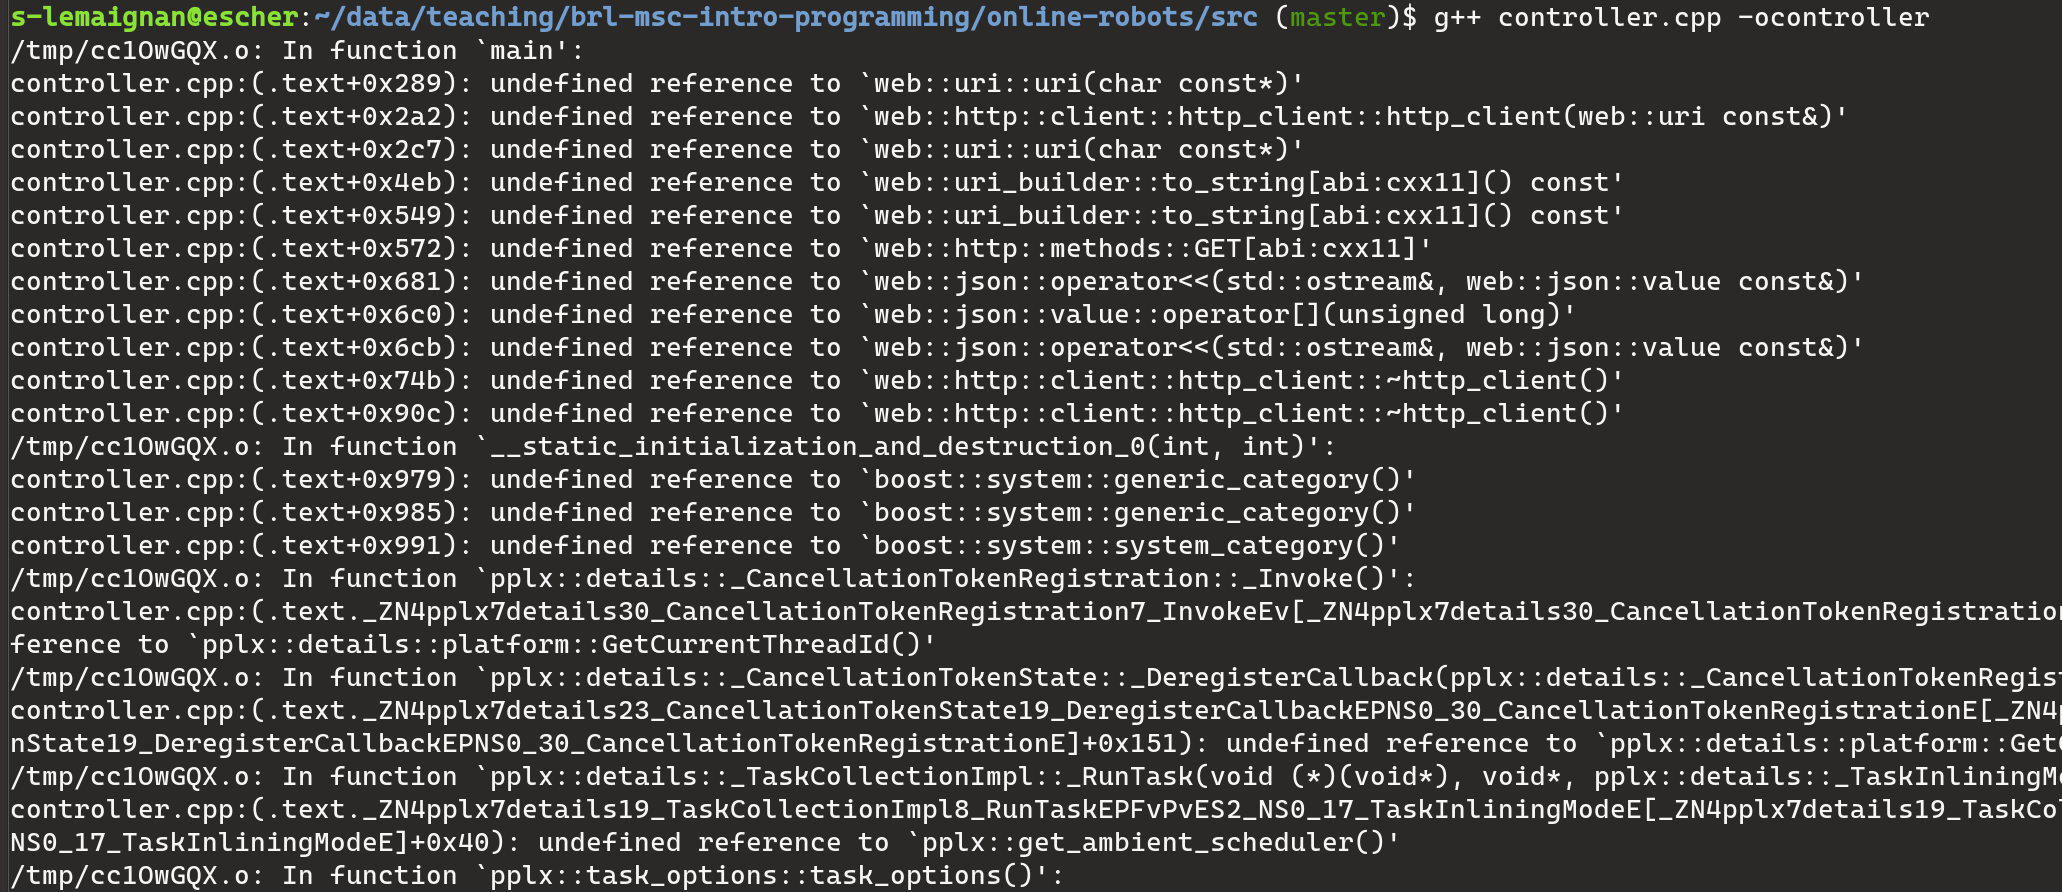 s-lemaignan@escher:~/data/teaching/brl-msc-intro-programming/online-robots/src (master)$ g++ controller.cpp -ocontroller
/tmp/cc1OwGQX.o: In function `main':
controller.cpp:(.text+0x289): undefined reference to `web::uri::uri(char const*)'
controller.cpp:(.text+0x2a2): undefined reference to `web::http::client::http_client::http_client(web::uri const&)'
controller.cpp:(.text+0x2c7): undefined reference to `web::uri::uri(char const*)'
controller.cpp:(.text+0x4eb): undefined reference to `web::uri_builder::to_string[abi:cxx11]() const'
controller.cpp:(.text+0x549): undefined reference to `web::uri_builder::to_string[abi:cxx11]() const'
controller.cpp:(.text+0x572): undefined reference to `web::http::methods::GET[abi:cxx11]'
controller.cpp:(.text+0x681): undefined reference to `web::json::operator<<(std::ostream&, web::json::value const&)'
controller.cpp:(.text+0x6c0): undefined reference to `web::json::value::operator[](unsigned long)'
controller.cpp:(.text+0x6cb): undefined reference to `web::json::operator<<(std::ostream&, web::json::value const&)'
controller.cpp:(.text+0x74b): undefined reference to `web::http::client::http_client::~http_client()'
controller.cpp:(.text+0x90c): undefined reference to `web::http::client::http_client::~http_client()'
/tmp/cc1OwGQX.o: In function `__static_initialization_and_destruction_0(int, int)':
controller.cpp:(.text+0x979): undefined reference to `boost::system::generic_category()'
controller.cpp:(.text+0x985): undefined reference to `boost::system::generic_category()'
controller.cpp:(.text+0x991): undefined reference to `boost::system::system_category()'
/tmp/cc1OwGQX.o: In function `pplx::details::_CancellationTokenRegistration::_Invoke()':
controller.cpp:(.text._ZN4pplx7details30_CancellationTokenRegistration7_InvokeEv[_ZN4pplx7details30_CancellationTokenRegistration
ference to `pplx::details::platform::GetCurrentThreadId()'
/tmp/cc1OwGQX.o: In function `pplx::details::_CancellationTokenState::_DeregisterCallback(pplx::details::_CancellationTokenRegist
controller.cpp:(.text._ZN4pplx7details23_CancellationTokenState19_DeregisterCallbackEPNS0_30_CancellationTokenRegistrationE[_ZN4p
nState19_DeregisterCallbackEPNS0_30_CancellationTokenRegistrationE]+0x151): undefined reference to `pplx::details::platform::Get
/tmp/cc1OwGQX.o: In function `pplx::details::_TaskCollectionImpl::_RunTask(void (*)(void*), void*, pplx::details::_TaskInliningM
controller.cpp:(.text._ZN4pplx7details19_TaskCollectionImpl8_RunTaskEPFvPvES2_NS0_17_TaskInliningModeE[_ZN4pplx7details19_TaskCo
NS0_17_TaskInliningModeE]+0x40): undefined reference to `pplx::get_ambient_scheduler()'
/tmp/cc1OwGQX.o: In function `pplx::task_options::task_options()':